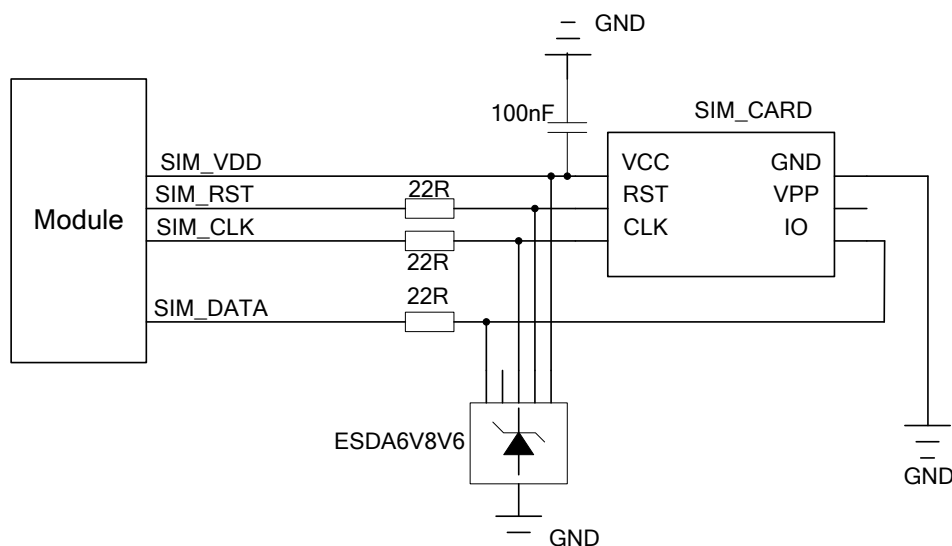 GND
100nF
SIM_CARD
SIM_VDD
VCC
GND
SIM_RST
22R
RST
VPP
Module
SIM_CLK
CLK
IO
22R
22R
SIM_DATA
ESDA6V8V6
GND
GND